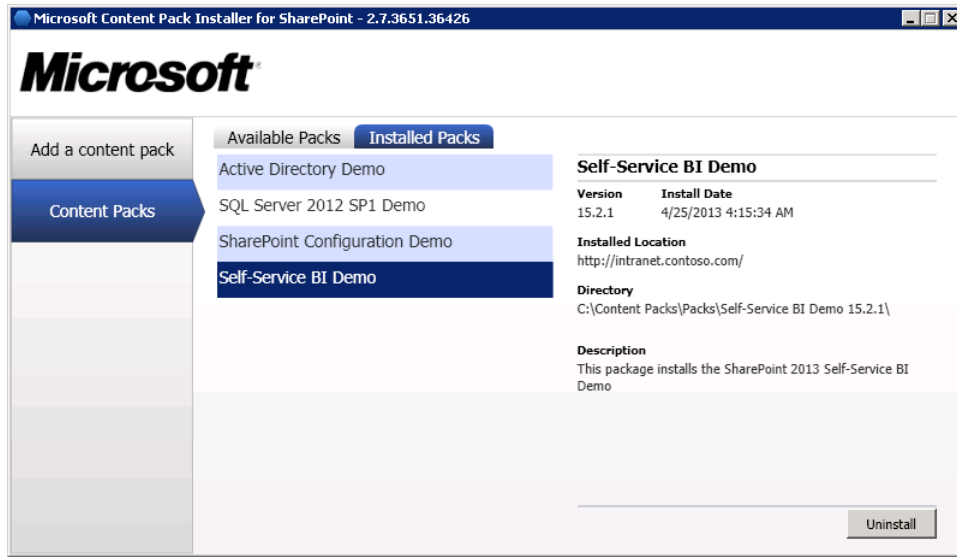 Microsoft Content Pack Installer for SharePoint - 2.7.3651.36426
Microsoft
Add a content pack
Content Packs
Available Packs
Installed Packs
Active Directory Demo
SQL Server 2012 SP1 Demo
SharePoint Configuration Demo
Self-Service BI Demo
Self-Service BI Demo
Version Install Date
15.2.1 4/25/2013 4:15:34 AM
Installed Location
http://intranet.contoso.com/
Directory
C:\Content Packs\Packs\Self-Service BI Demo 15.2.1\
Description
This package installs the SharePoint 2013 Self-Service BI
Demo
Uninstall